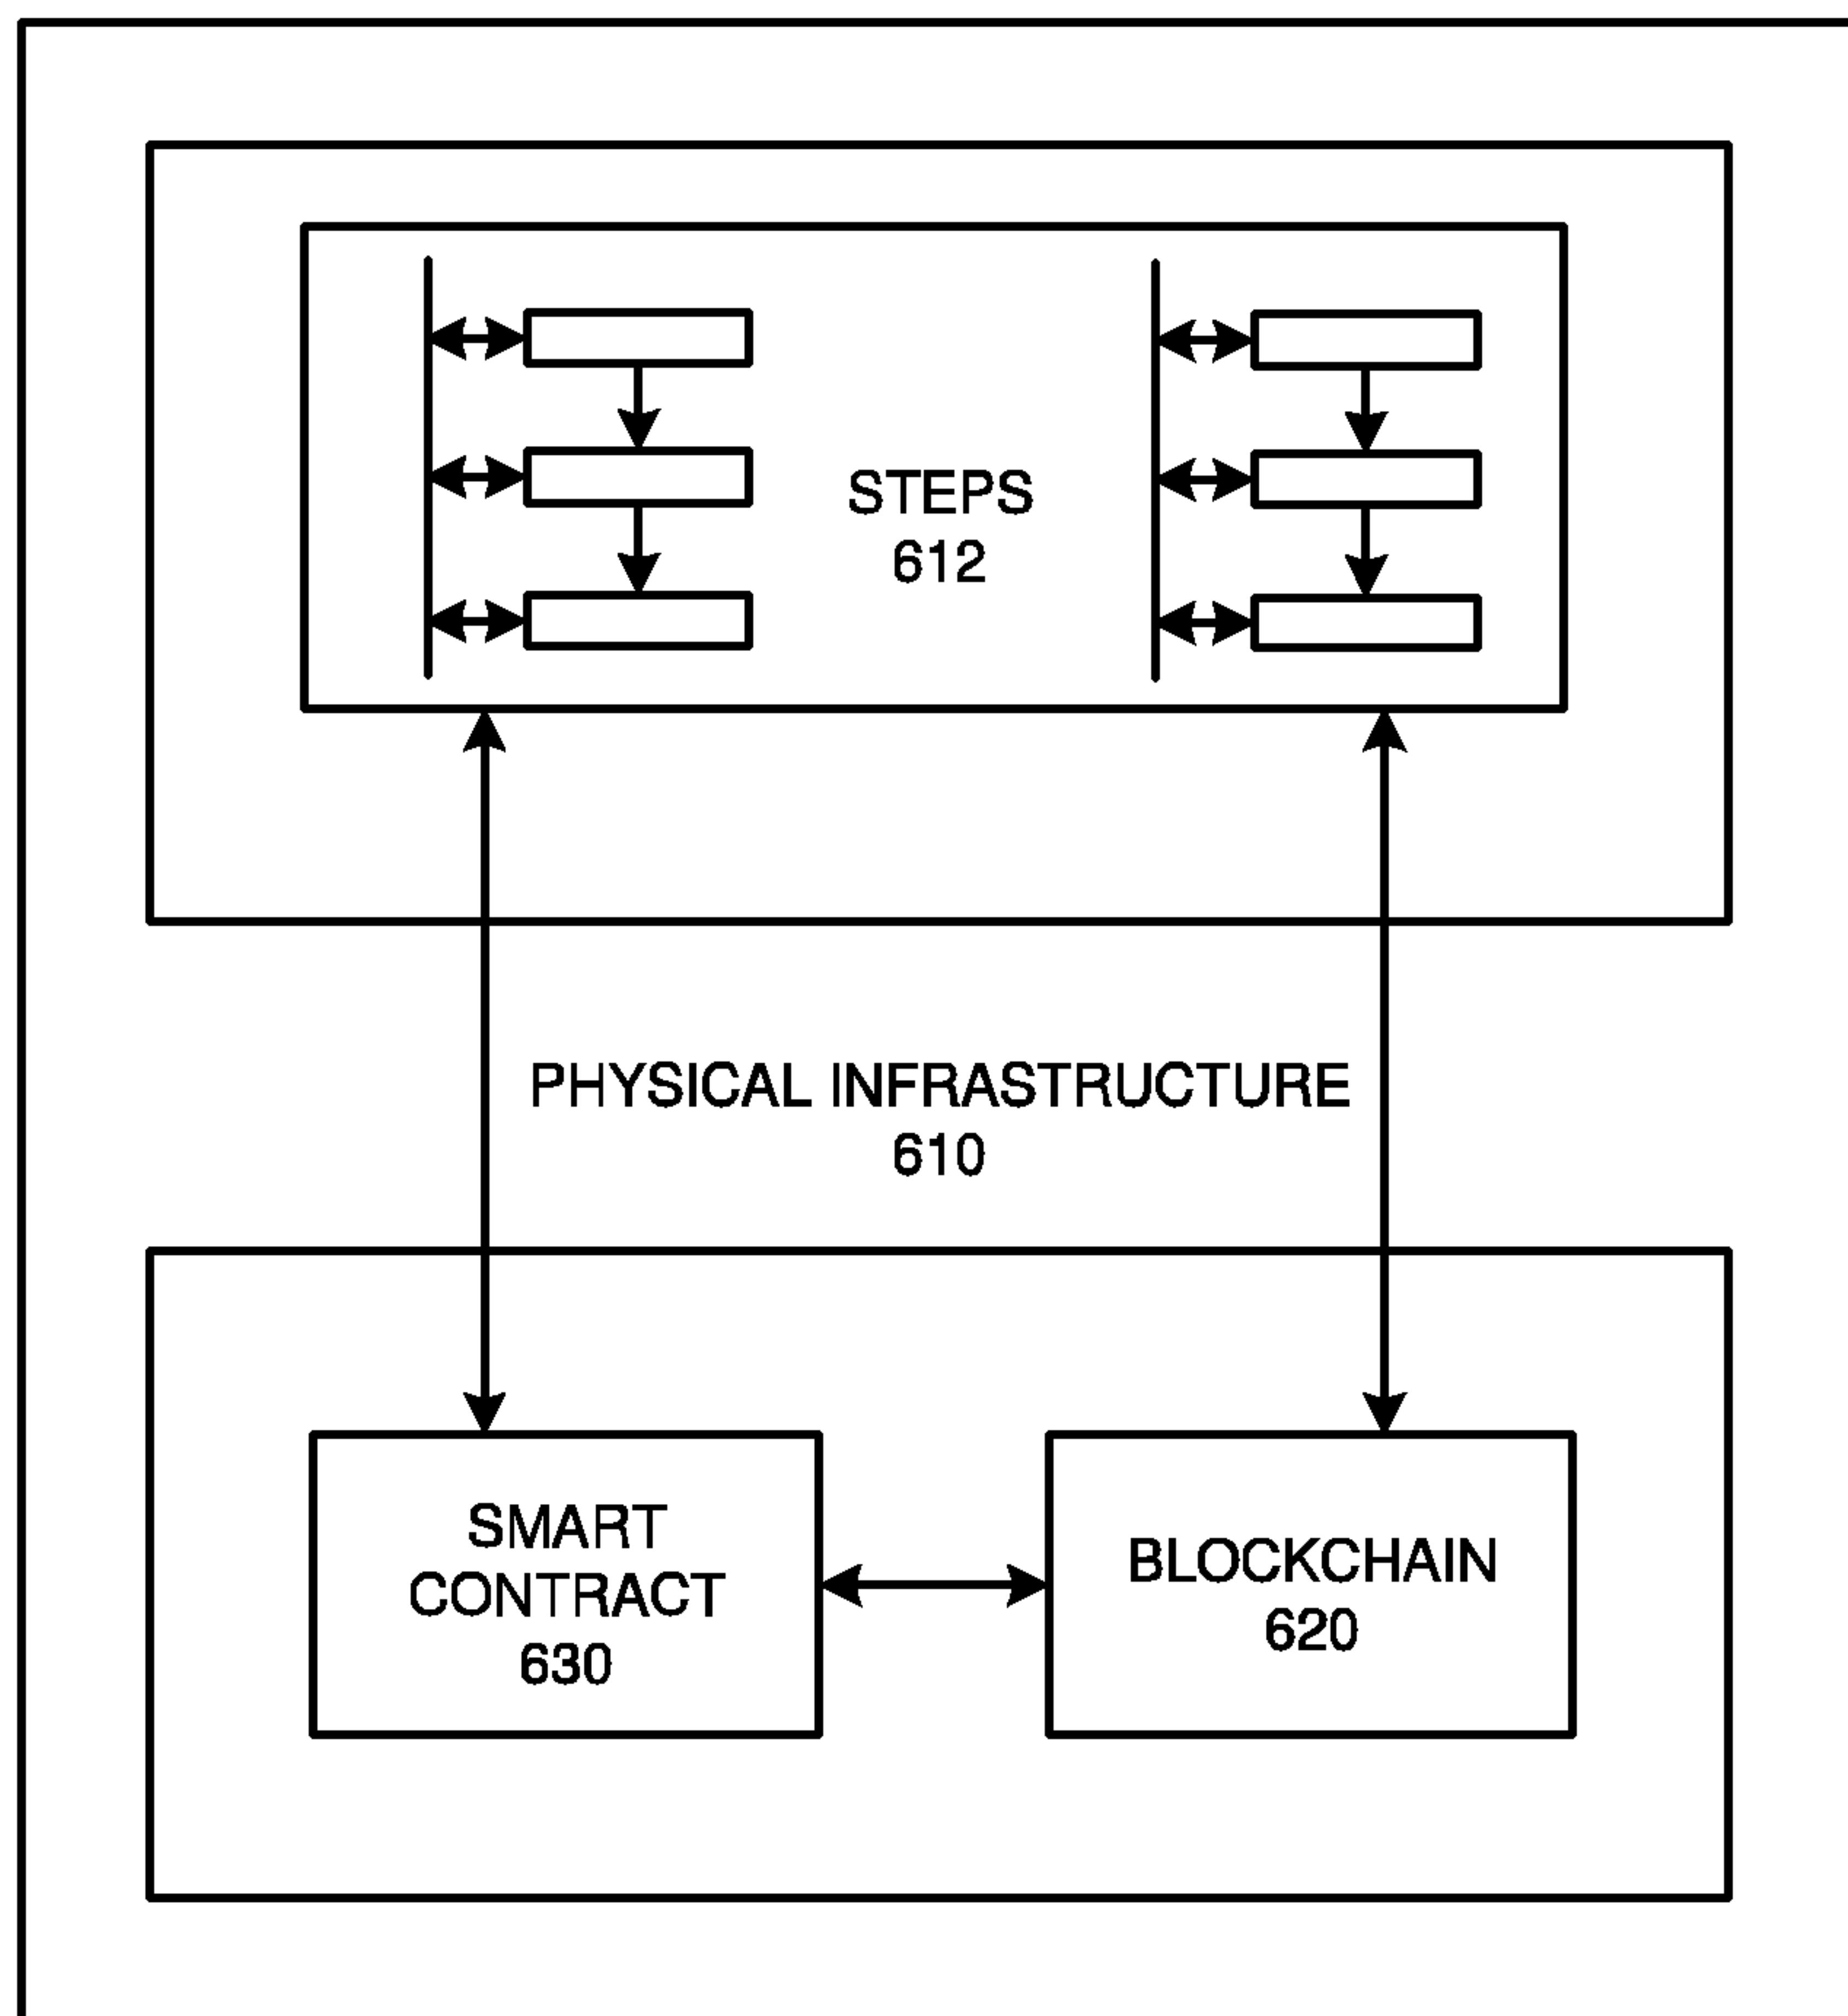 STEPS
612
PHYSICAL INFRASTRUCTURE
610
SMART
CONTRACT
630
BLOCKCHAIN
620